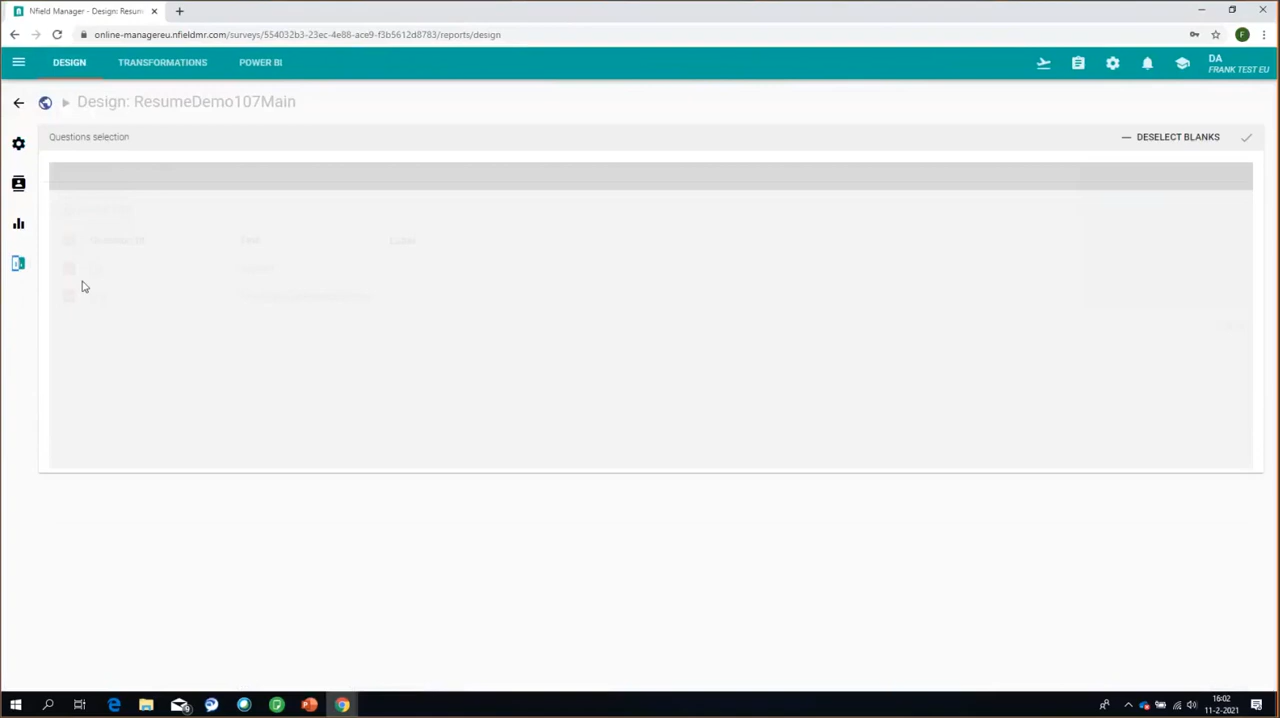 Nfield Manager - Design: Resum
online-managereu.nfieldmr.com/surveys/554032b3-23ec-4e88-ace9-f3b5612d8783/reports/design
F
DESIGN
TRANSFORMATIONS
POWER BI
DA
FRANK TEST EU
Design: ResumeDemo107Main
Questions selection
DESELECT BLANKS
16:02
11-2-2021